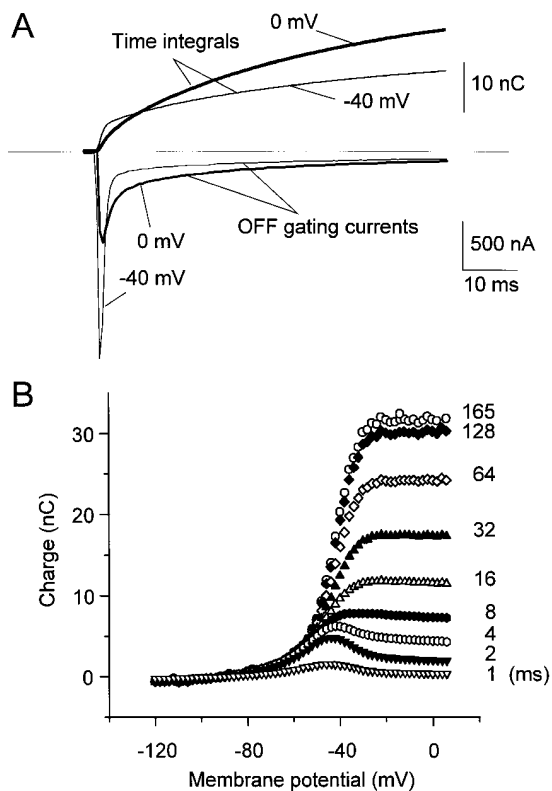 A
0 mV
Time integrals
10 nC
-40 mV
OFF gating currents
0 mV
500 nA
-40 mV
10 ms
B
165
128
64
32
16
8
4
2
1 (ms)
30
20
10
0
Charge (nC)
-120
-80
-40
0
Membrane potential (mV)